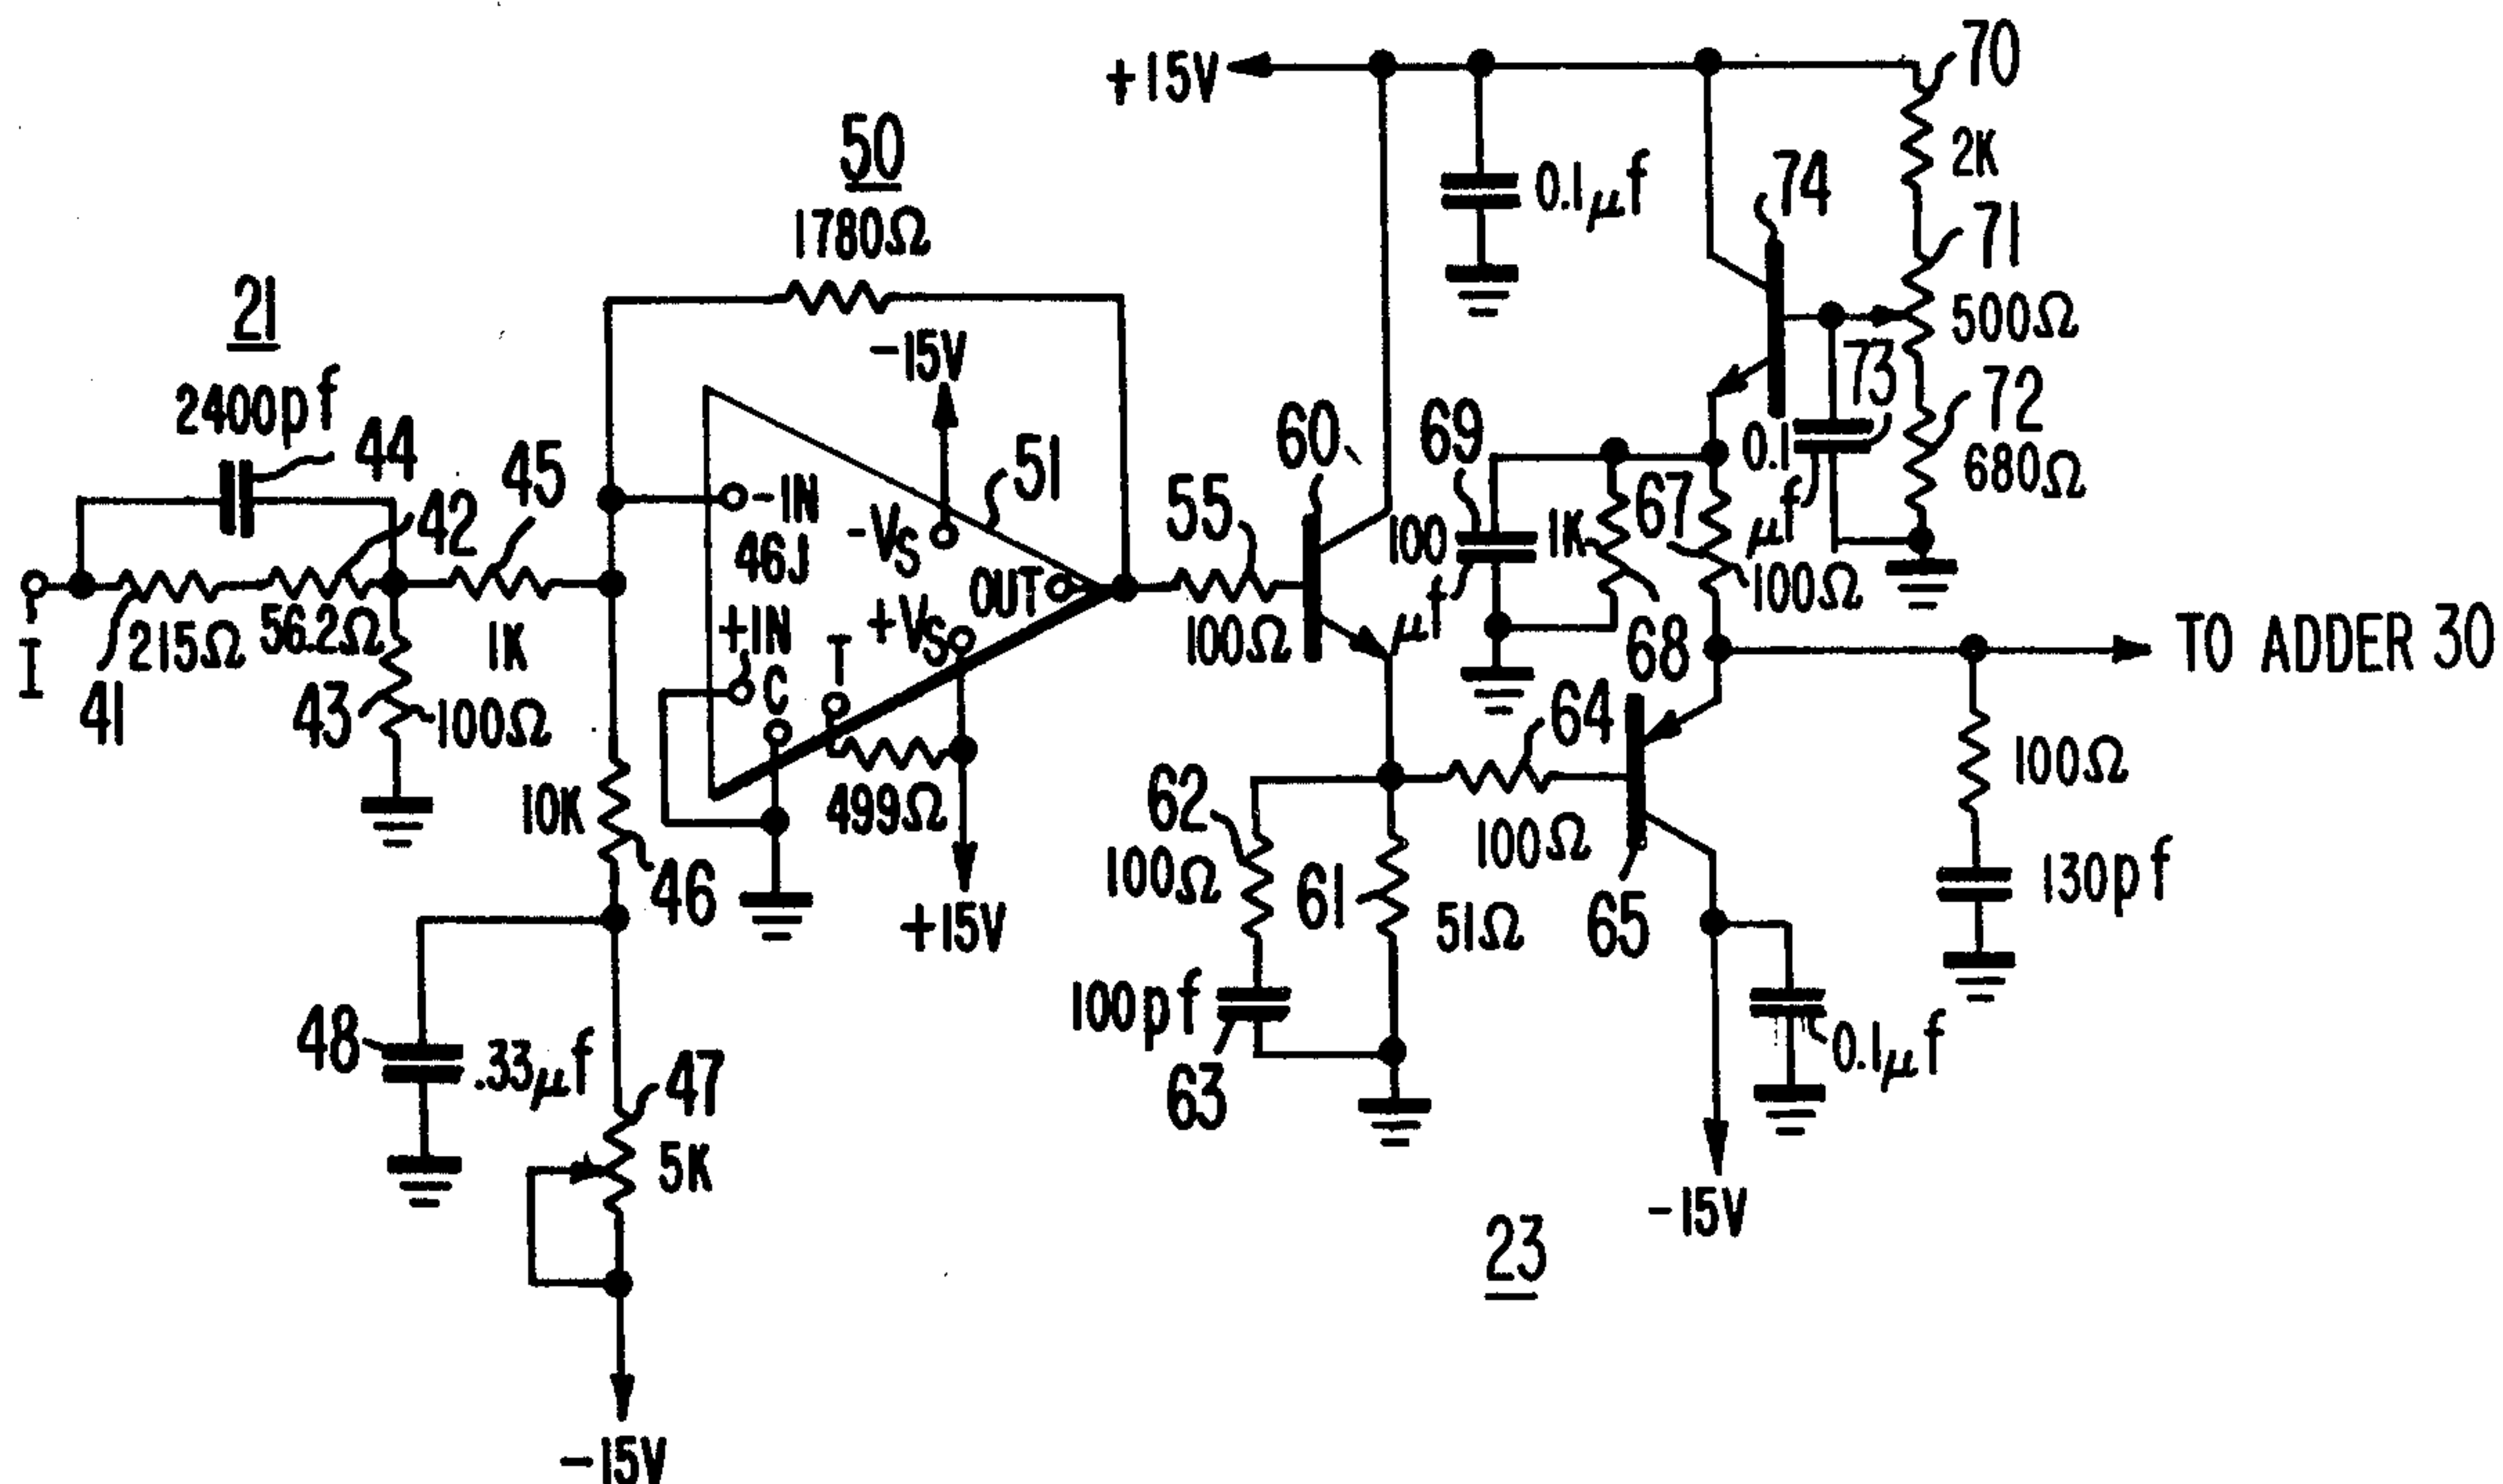 +15V
70
2K
50
1780Ω
0.1µf
74
71
500Ω
21
2400pf
44
-15V
51
45
42
-IN
46J
-VS
+IN
C
T
+VS
OUT
55
100Ω
60
69
100
µf
1K
67
100Ω
68
73
0.1
µf
72
680Ω
I
41
215Ω
56.2Ω
1K
43
100Ω
TO ADDER 30
10K
46
499Ω
+15V
62
100Ω
61
51Ω
64
100Ω
65
100Ω
130pf
48
.33µf
47
5K
100pf
63
0.1µf
-15V
23
-15V